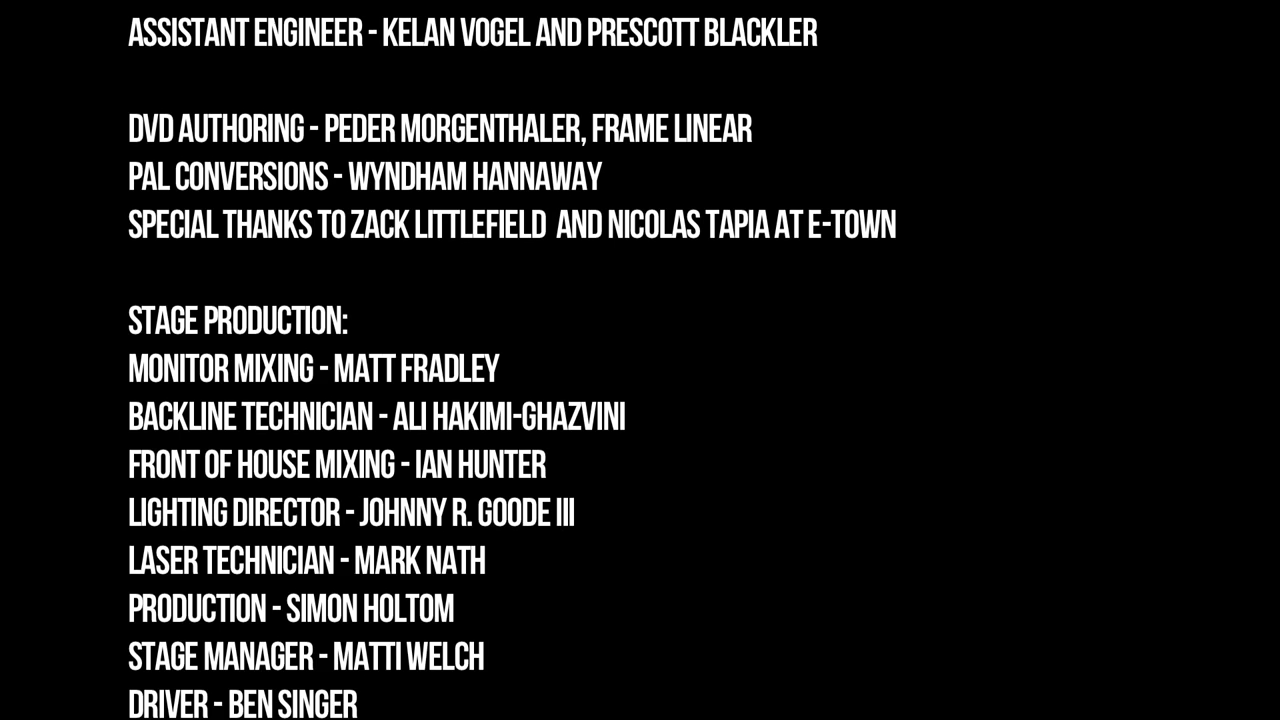 ASSISTANT ENGINEER - KELAN VOGEL AND PRESCOTT BLACKLER
DVD AUTHORING - PEDER MORGENTHALER, FRAME LINEAR
PAL CONVERSIONS - WYNDHAM HANNAWAY
SPECIAL THANKS TO ZACK LITTLEFIELD  AND NICOLAS TAPIA AT E-TOWN
STAGE PRODUCTION:
MONITOR MIXING - MATT FRADLEY
BACKLINE TECHNICIAN - ALI HAKIMI-GHAZVINI
FRONT OF HOUSE MIXING - IAN HUNTER
LIGHTING DIRECTOR - JOHNNY R. GOODE III
LASER TECHNICIAN - MARK NATH
PRODUCTION - SIMON HOLTOM
STAGE MANAGER - MATTI WELCH
DRIVER - BEN SINGER